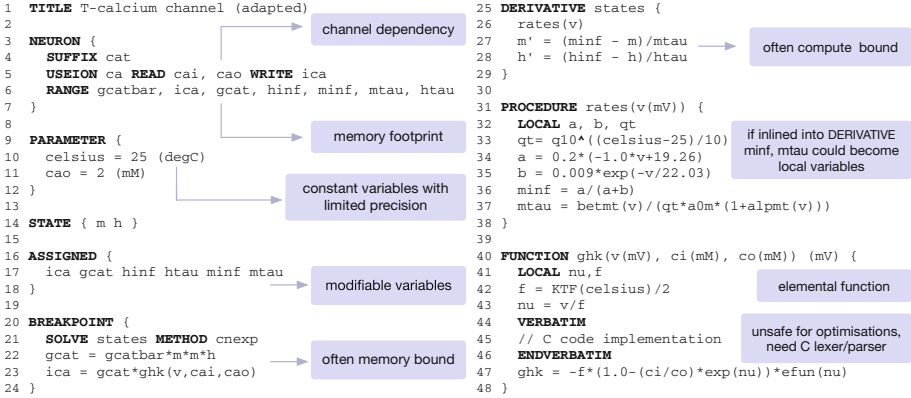 1 TITLE T-calcium channel (adapted)
2
3 NEURON {
4 SUFFIX cat
5 USEION ca READ cai, cao WRITE ica
6 RANGE gcatbar, ica, gcat, hinf, minf, mtau, htau
7 }
8
9 PARAMETER {
10 celsius = 25 (degC)
11 cao = 2 (mM)
12 }
13
14 STATE { m h }
15
16 ASSIGNED {
17 ica gcat hinf htau minf mtau
18 }
19
20 BREAKPOINT {
21 SOLVE states METHOD cnexp
22 gcat = gcatbar*m*m*h
23 ica = gcat*ghk(v,cai,cao)
24 }
channel dependency
memory footprint
constant variables with
limited precision
modifiable variables
often memory bound
25 DERIVATIVE states {
26 rates(v)
27 m' = (minf - m)/mtau
28 h' = (hinf - h)/htau
29 }
30
31 PROCEDURE rates(v(mV)) {
32 LOCAL a, b, qt
33 qt= q10^((celsius-25)/10)
34 a = 0.2*(-1.0*v+19.26)
35 b = 0.009*exp(-v/22.03)
36 minf = a/(a+b)
37 mtau = betmt(v)/(qt*a0m*(1+alpmt(v)))
38 }
39
40 FUNCTION ghk(v(mV), ci(mM), co(mM)) (mV) {
41 LOCAL nu,f
42 f = KTF(celsius)/2
43 nu = v/f
44 VERBATIM
45 // C code implementation
46 ENDVERBATIM
47 ghk = -f*(1.0-(ci/co)*exp(nu))*efun(nu)
48 }
often compute bound
if inlined into DERIVATIVE
minf, mtau could become
local variables
elemental function
unsafe for optimisations,
need C lexer/parser